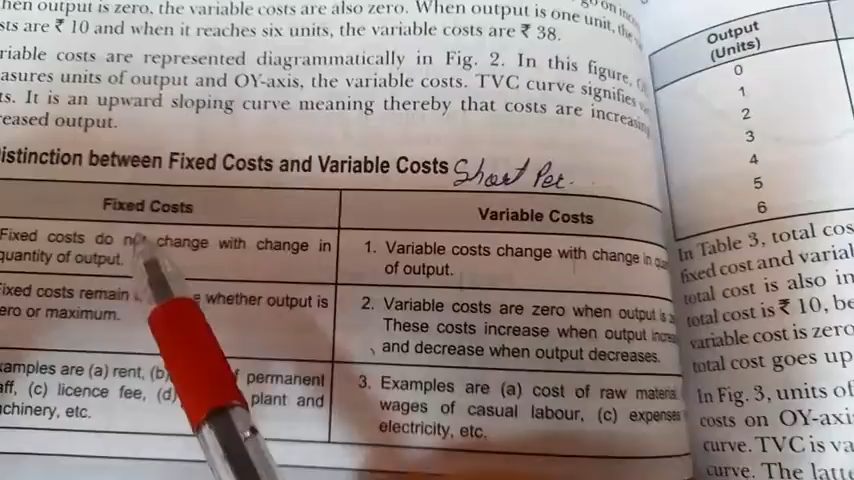 hen output is zero, the variable costs are also zero. When output is one unit, the
sts are ₹ 10 and when it reaches six units, the variable costs are ₹ 38.
riable costs are represented diagrammatically in Fig. 2. In this figure,
asures units of output and OY-axis, the variable costs. TVC curve signifies
ts. It is an upward sloping curve meaning thereby that costs are increasing
reased output.
istinction between Fixed Costs and Variable Costs Short Per.
Fixed Costs
Fixed costs do change with change in
quantity of output.
ixed costs remain whether output is
ero or maximum.
xamples are (a) rent, (b) permanent
aff, (c) licence fee, (d) plant and
chinery, etc.
Variable Costs
1. Variable costs change with change in
of output.
2. Variable costs are zero when output is
These costs increase when output increa
and decrease when output decreases.
3. Examples are (a) cost of raw materia
wages of casual labour, (c) expenses
electricity, etc.
Output
(Units)
0
1
2
3
4
5
6
In Table 3, total cos
fixed cost and variab
total cost is also in
total cost is ₹ 10, be
variable cost is zero
total cost goes up
In Fig. 3, units of
costs on OY-axi
curve. TVC is va
curve. The latte